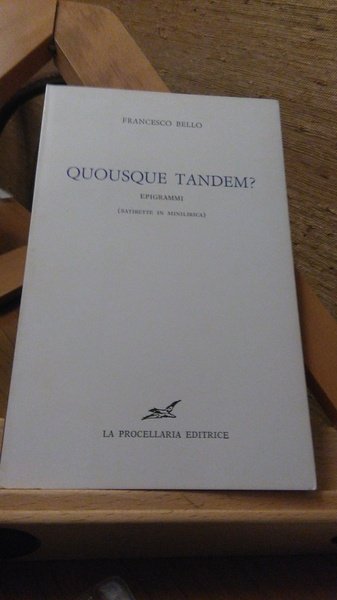 FRANCESCO BELLO
QUOUSQUE TANDEM?
EPIGRAMMI
(SATIRETTE IN MINILIRICA)
LA PROCELLARIA EDITRICE